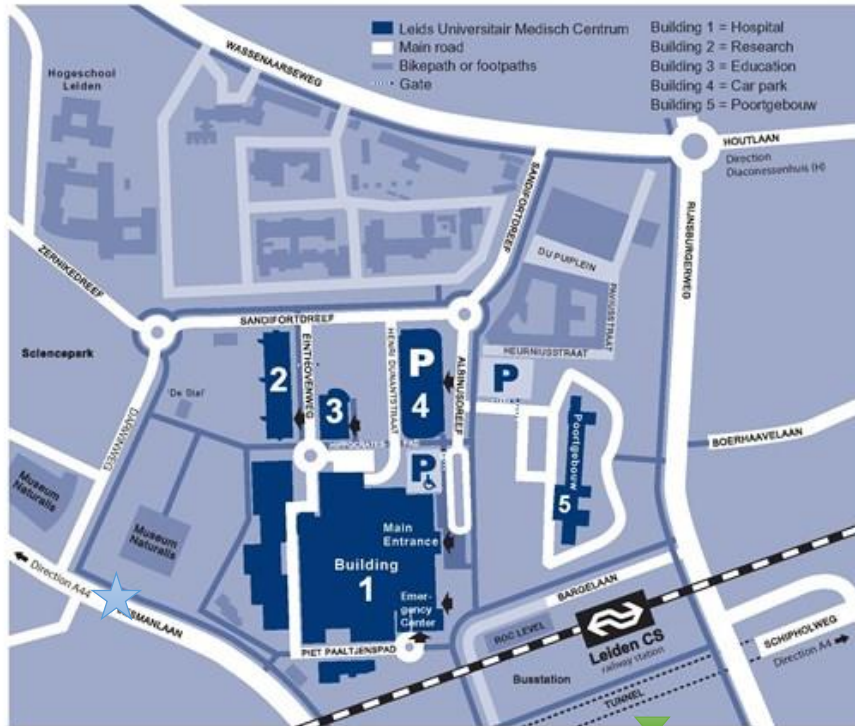 Leids Universitair Medisch Centrum
Main road
Bikepath or footpaths
Gate
Building 1 = Hospital
Building 2 = Research
Building 3 = Education
Building 4 = Car park
Building 5 = Poortgebouw
WASSENAARSEWEG
Hogeschool
Leiden
HOUTLAAN
Direction
Diaconessenhuis (H)
SANDIFORTDREEF
RIJNSBURGERWEG
DU PUIPLEIN
ZERNIKEDREEF
SANDIFORTDREEF
HEURNIUSSTRAAT
Sciencepark
EINTHOVENWEG
HENRI DUNANTSTRAAT
ALBINUSDREEF
P
4
P
2
3
'De Stal'
DARWINWEG
Poortgebouw
5
BOERHAAVELAAN
P
Museum
Naturalis
Museum
Naturalis
Main
Entrance
Building
1
Emer-
gency
Center
Direction A44
BARGELAAN
ROC LEVEL
Leiden CS
railway station
PIET PAALTJENSPAD
SCHIPHOLWEG
Direction A4
Busstation
TUNNEL